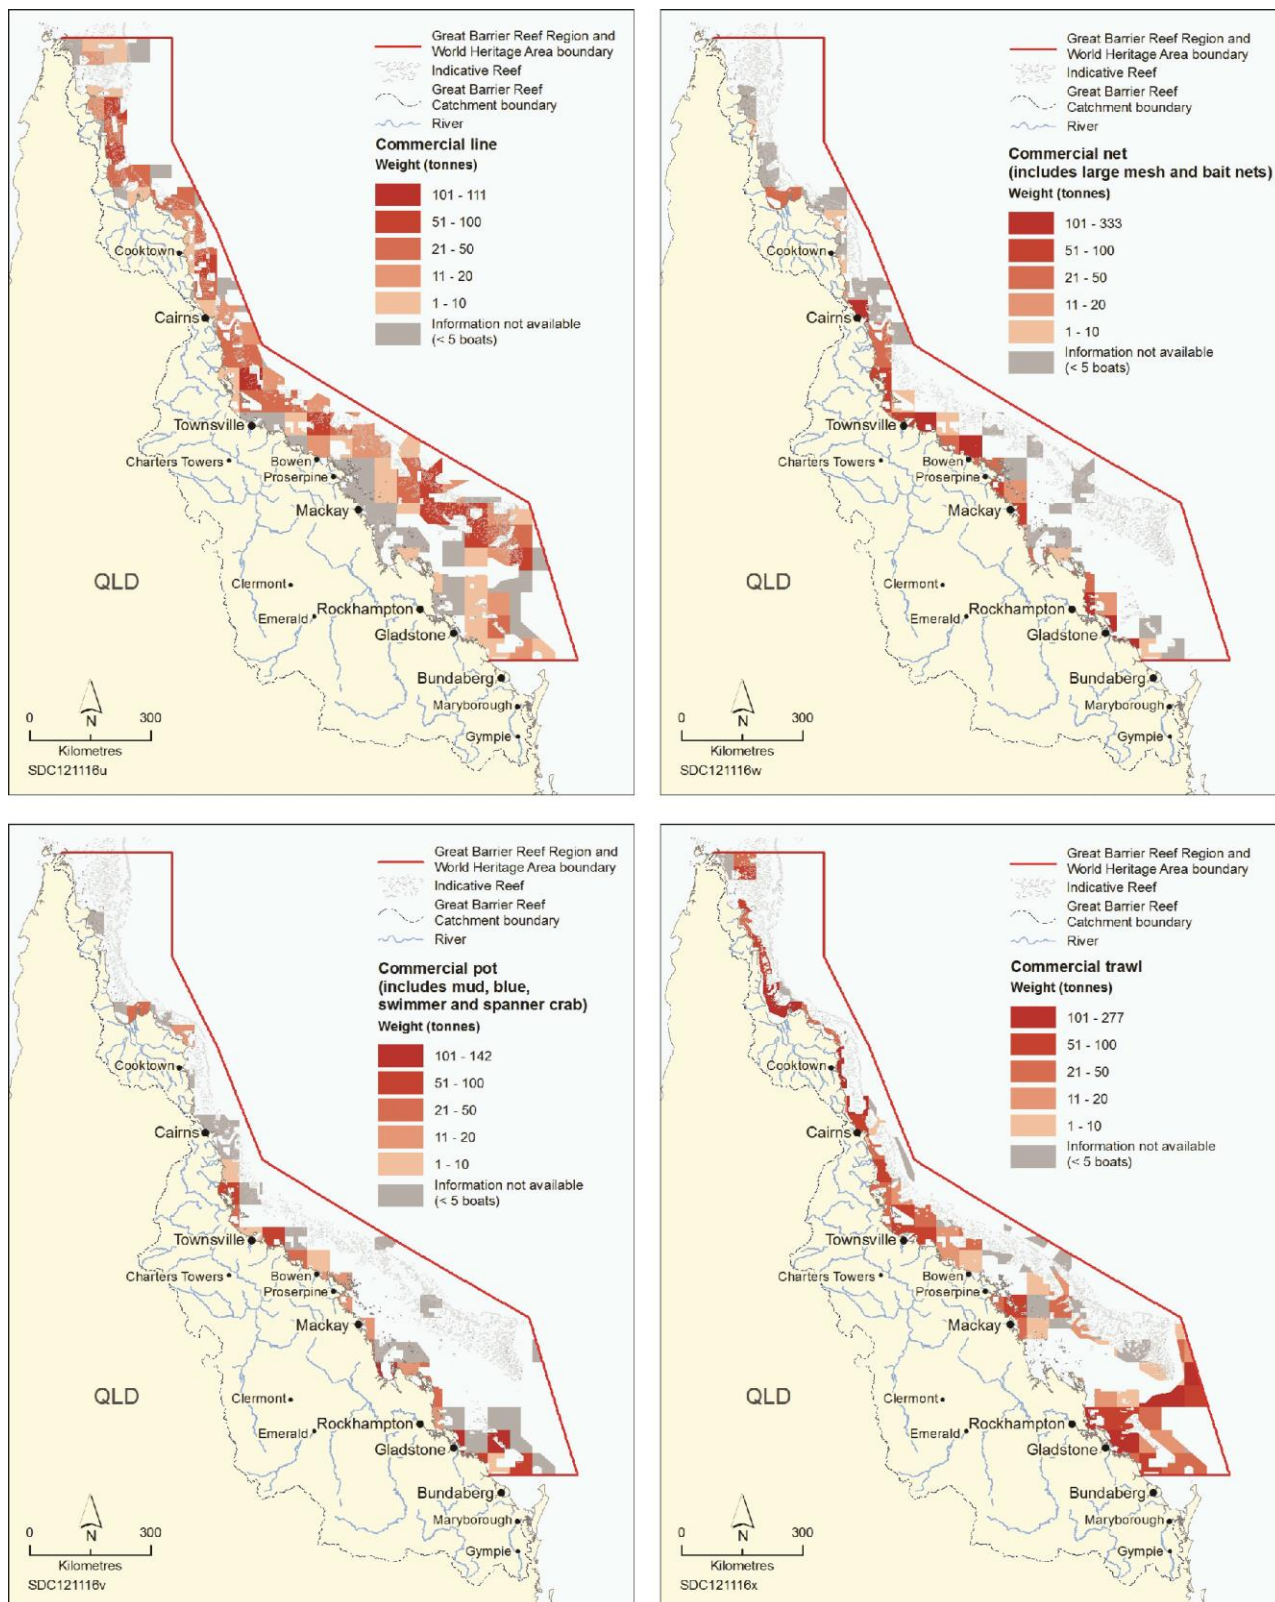 Great Barrier Reef Region and
World Heritage Area boundary
Indicative Reef
Great Barrier Reef
Catchment boundary
River
Commercial line
Weight (tonnes)
101 - 111
51 - 100
21 - 50
11 - 20
1 - 10
Information not available
(< 5 boats)
Cooktown
Cairns
Townsville
Charters Towers
Bowen
Proserpine
Mackay
QLD
Clermont
Emerald
Rockhampton
Gladstone
Bundaberg
Maryborough
Gympie
0 300
N
Kilometres
SDC121116u
Great Barrier Reef Region and
World Heritage Area boundary
Indicative Reef
Great Barrier Reef
Catchment boundary
River
Commercial net
(includes large mesh and bait nets)
Weight (tonnes)
101 - 333
51 - 100
21 - 50
11 - 20
1 - 10
Information not available
(< 5 boats)
Cooktown
Cairns
Townsville
Charters Towers
Bowen
Proserpine
Mackay
QLD
Clermont
Emerald
Rockhampton
Gladstone
Bundaberg
Maryborough
Gympie
0 300
N
Kilometres
SDC121116w
Great Barrier Reef Region and
World Heritage Area boundary
Indicative Reef
Great Barrier Reef
Catchment boundary
River
Commercial pot
(includes mud, blue,
swimmer and spanner crab)
Weight (tonnes)
101 - 142
51 - 100
21 - 50
11 - 20
1 - 10
Information not available
(< 5 boats)
Cooktown
Cairns
Townsville
Charters Towers
Bowen
Proserpine
Mackay
QLD
Clermont
Emerald
Rockhampton
Gladstone
Bundaberg
Maryborough
Gympie
0 300
N
Kilometres
SDC121116v
Great Barrier Reef Region and
World Heritage Area boundary
Indicative Reef
Great Barrier Reef
Catchment boundary
River
Commercial trawl
Weight (tonnes)
101 - 277
51 - 100
21 - 50
11 - 20
1 - 10
Information not available
(< 5 boats)
Cooktown
Cairns
Townsville
Charters Towers
Bowen
Proserpine
Mackay
QLD
Clermont
Emerald
Rockhampton
Gladstone
Bundaberg
Maryborough
Gympie
0 300
N
Kilometres
SDC121116x